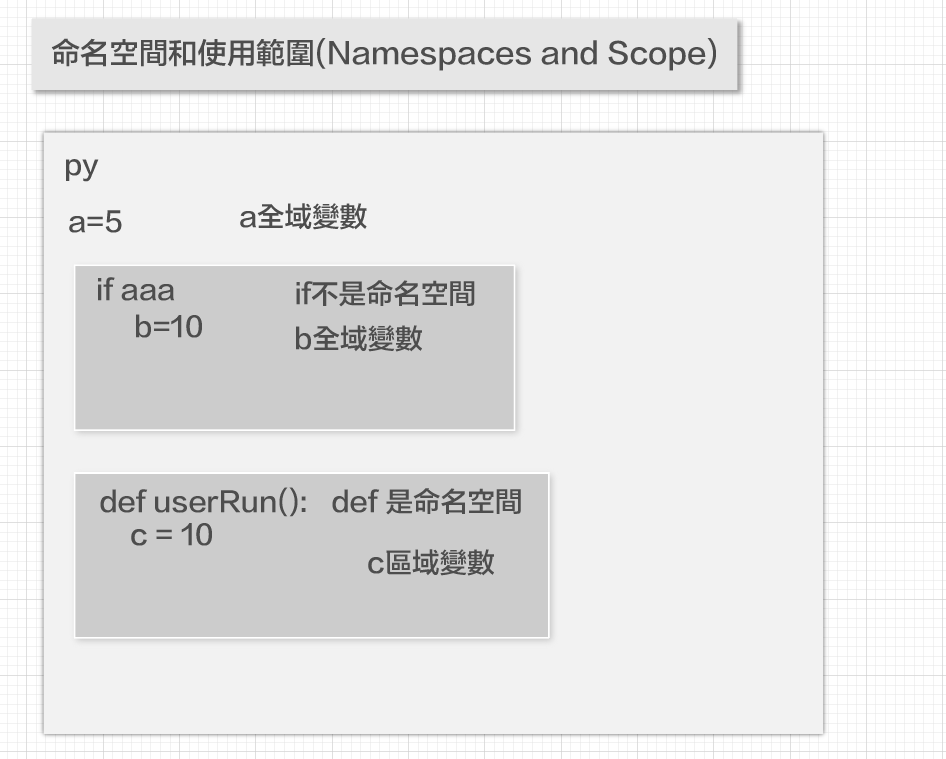 命名空間和使用範圍(Namespaces and Scope)
py
a=5 a全域變數
if aaa if不是命名空間
b=10 b全域變數
def userRun(): def 是命名空間
c = 10
c區域變數